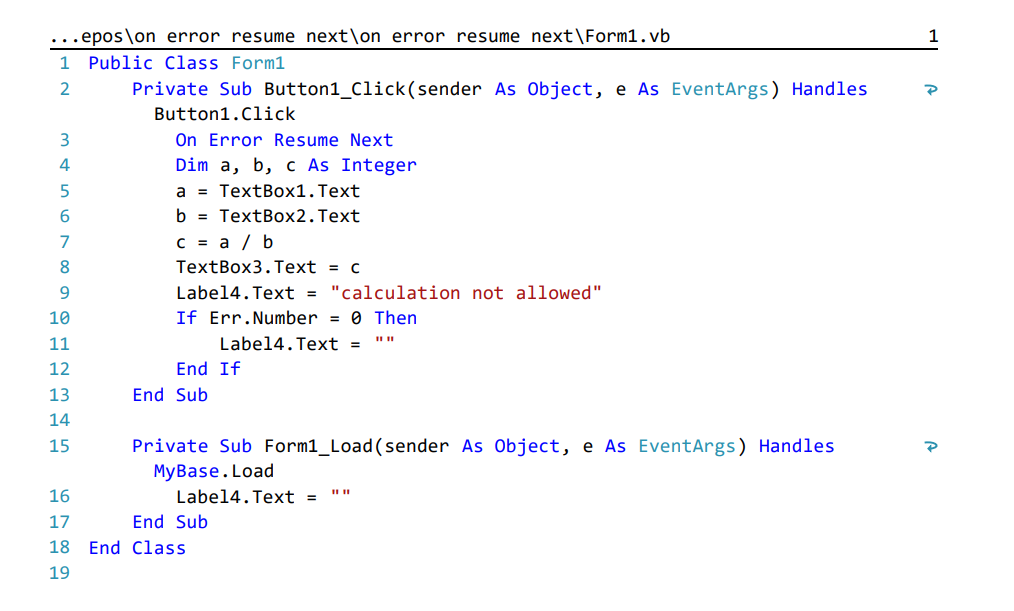 ...epos\on error resume next\on error resume next\Form1.vb 1
1 Public Class Form1
2 Private Sub Button1_Click(sender As Object, e As EventArgs) Handles
Button1.Click
3 On Error Resume Next
4 Dim a, b, c As Integer
5 a = TextBox1.Text
6 b = TextBox2.Text
7 c = a / b
8 TextBox3.Text = c
9 Label4.Text = "calculation not allowed"
10 If Err.Number = 0 Then
11 Label4.Text = ""
12 End If
13 End Sub
14
15 Private Sub Form1_Load(sender As Object, e As EventArgs) Handles
MyBase.Load
16 Label4.Text = ""
17 End Sub
18 End Class
19